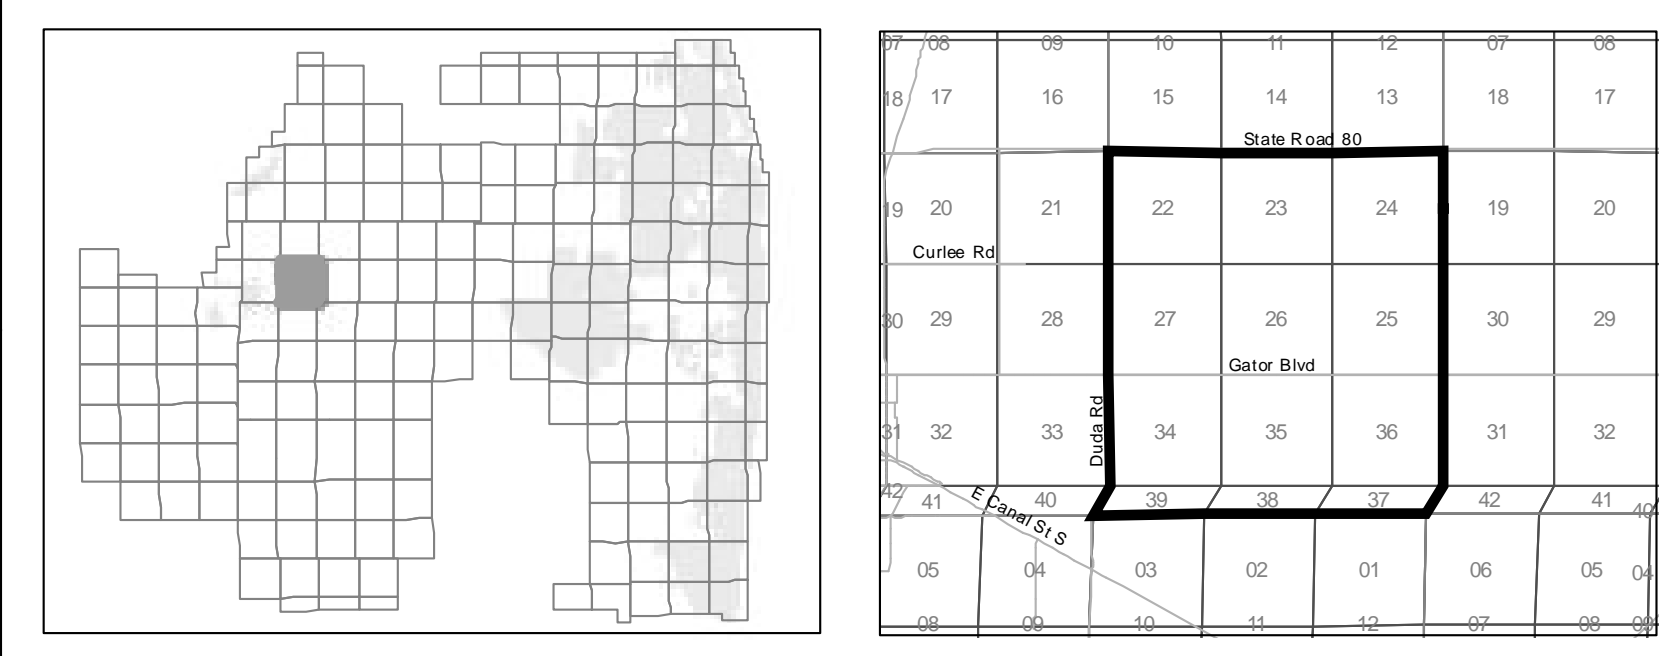 07 08 09 10 11 12 07 08
18 17 16 15 14 13 18 17
State Road 80
19 20 21 22 23 24 19 20
Curlee Rd
30 29 28 27 26 25 30 29
Gator Blvd
Duda Rd
31 32 33 34 35 36 31 32
42 41 40 39 38 37 42 41 40
E Canal St S
05 04 03 02 01 06 05 04
08 09 10 11 12 07 08 09